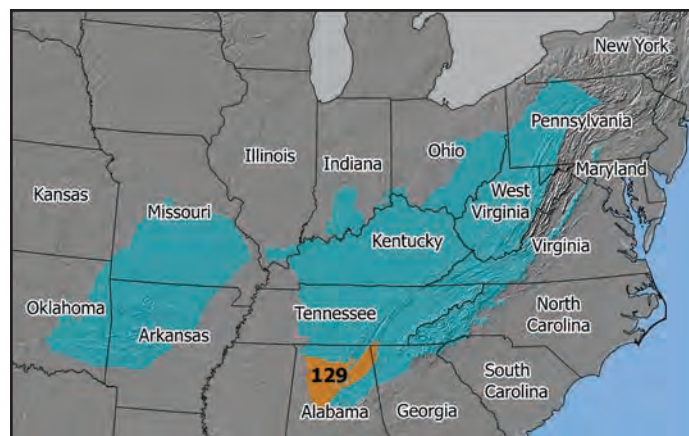 New York
Pennsylvania
Illinois
Indiana
Ohio
Maryland
Kansas
Missouri
West
Virginia
Kentucky
Virginia
Oklahoma
Arkansas
Tennessee
North
Carolina
129
South
Carolina
Alabama
Georgia